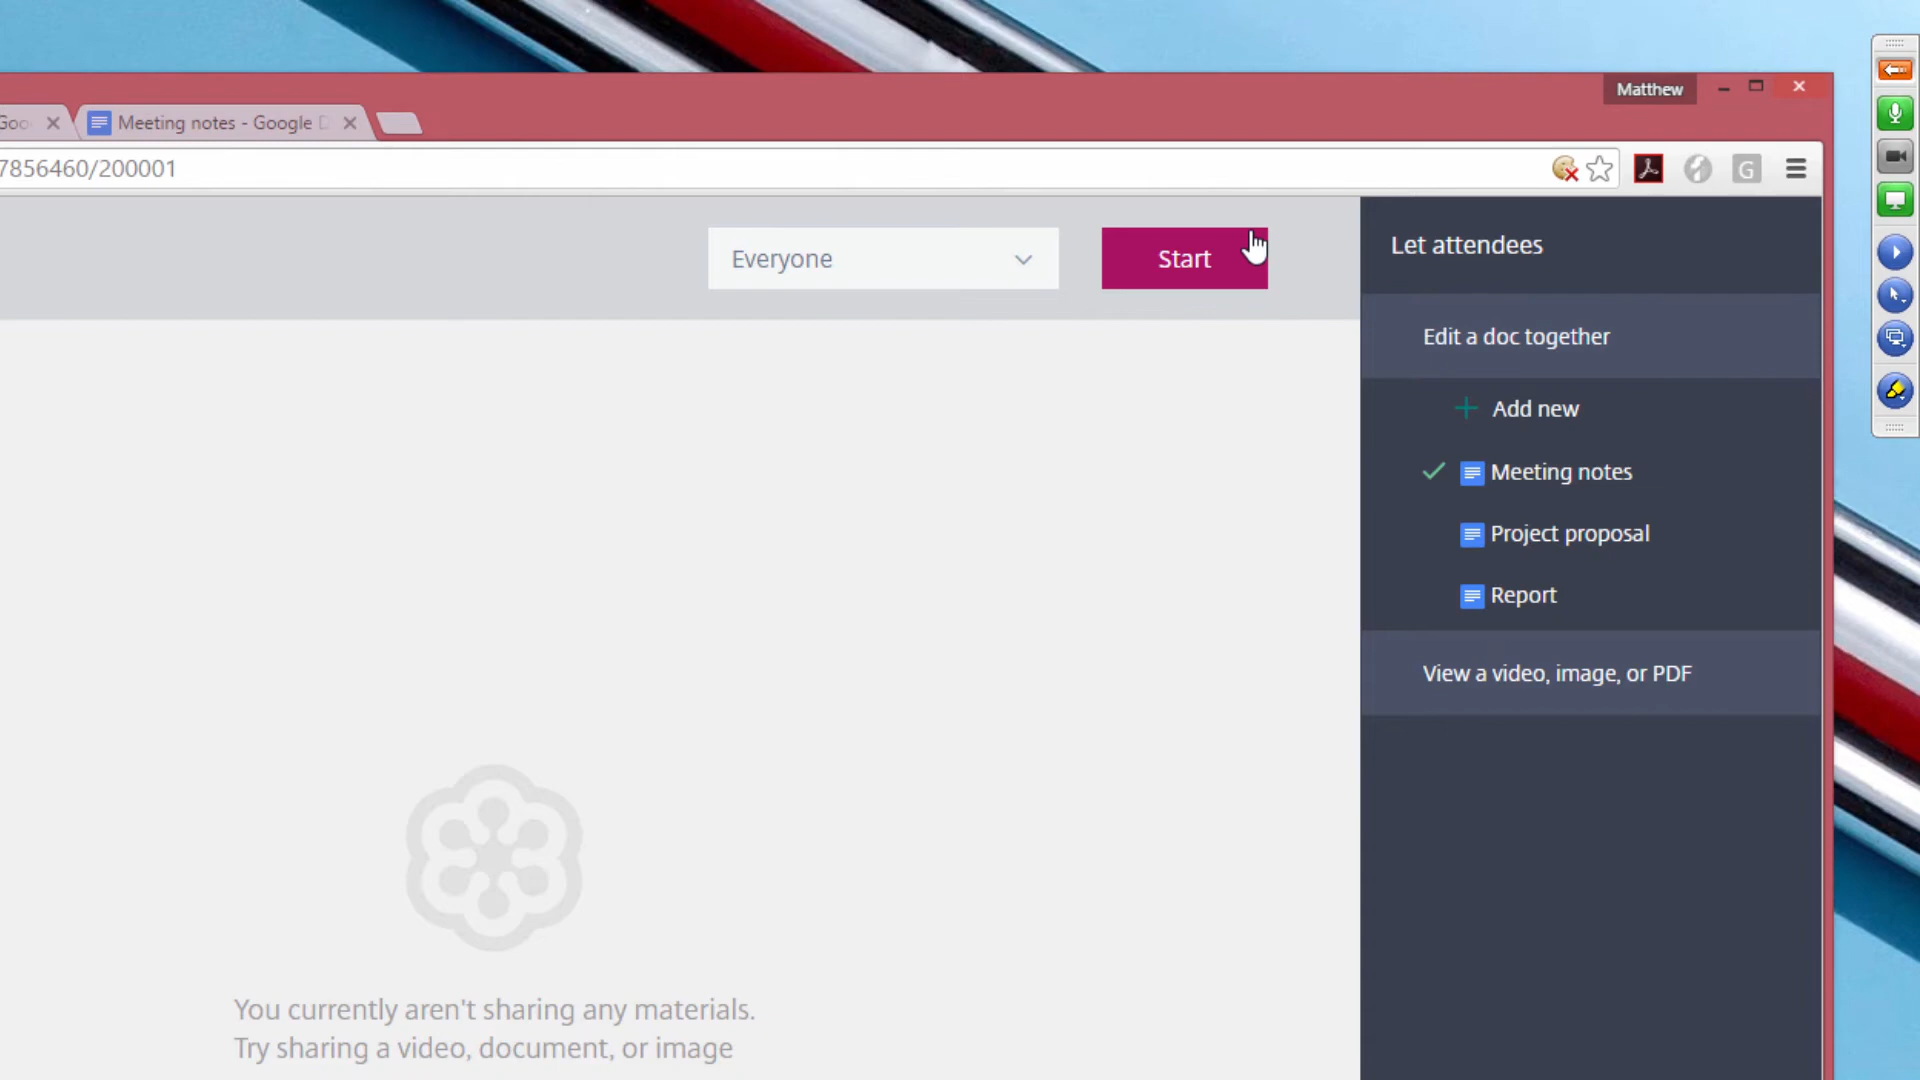 Matthew
Goo
Meeting notes - Google D
7856460/200001
G
Everyone
Start
Let attendees
Edit a doc together
Add new
Meeting notes
Project proposal
Report
View a video, image, or PDF
You currently aren't sharing any materials.
Try sharing a video, document, or image